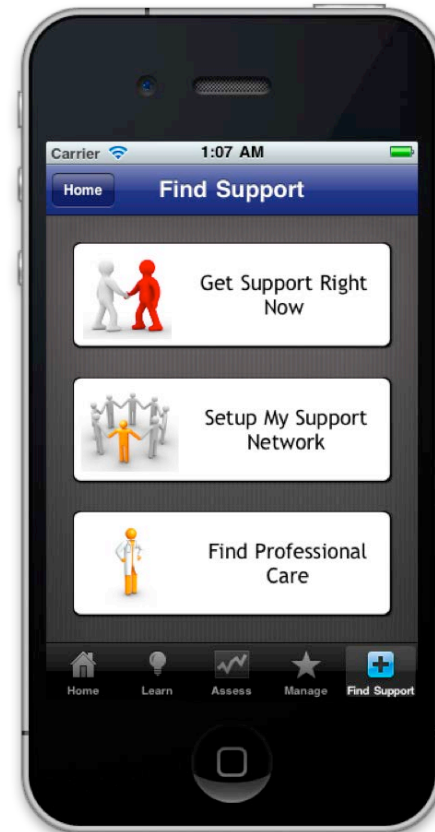 Carrier 1:07 AM
Home Find Support
Get Support Right
Now
Setup My Support
Network
Find Professional
Care
Home Learn Assess Manage Find Support